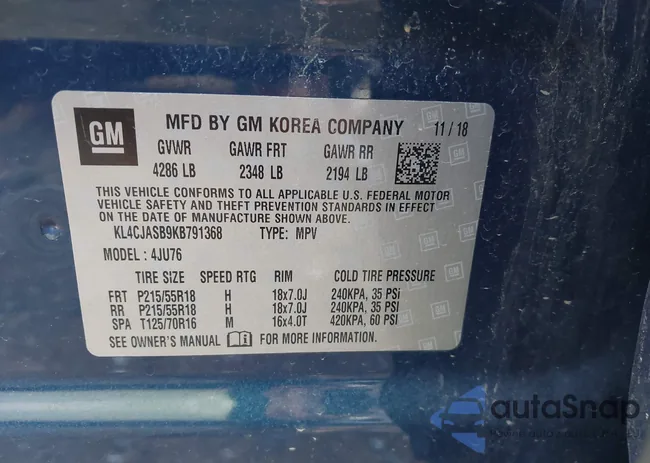 GM
MFD BY GM KOREA COMPANY 11 / 18
GVWR GAWR FRT GAWR RR
4286 LB 2348 LB 2194 LB
THIS VEHICLE CONFORMS TO ALL APPLICABLE U.S. FEDERAL MOTOR
VEHICLE SAFETY AND THEFT PREVENTION STANDARDS IN EFFECT
ON THE DATE OF MANUFACTURE SHOWN ABOVE.
KL4CJASB9KB791368 TYPE: MPV
MODEL : 4JU76
TIRE SIZE SPEED RTG RIM COLD TIRE PRESSURE
FRT P215/55R18 H 18x7.0J 240KPA, 35 PSi
RR P215/55R18 H 18x7.0J 240KPA, 35 PSI
SPA T125/70R16 M 16x4.0T 420KPA, 60 PSI
SEE OWNER'S MANUAL FOR MORE INFORMATION.
autaSnap